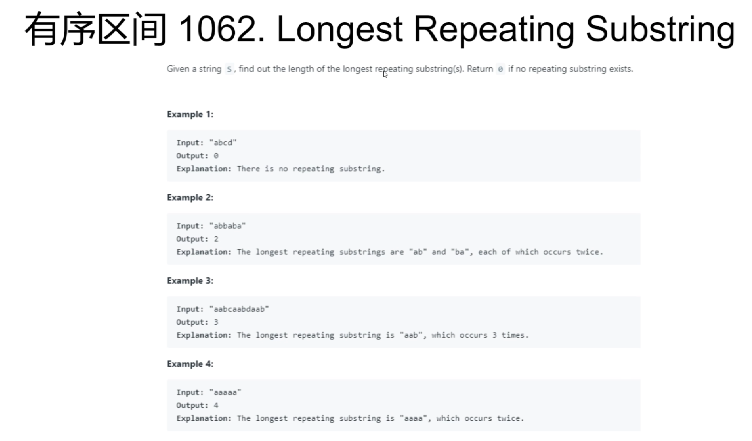 有序区间 1062. Longest Repeating Substring
Given a string s, find out the length of the longest repeating substring(s). Return 0 if no repeating substring exists.
Example 1:
Input: "abcd"
Output: 0
Explanation: There is no repeating substring.
Example 2:
Input: "abbaba"
Output: 2
Explanation: The longest repeating substrings are "ab" and "ba", each of which occurs twice.
Example 3:
Input: "aabcaabdaab"
Output: 3
Explanation: The longest repeating substring is "aab", which occurs 3 times.
Example 4:
Input: "aaaaa"
Output: 4
Explanation: The longest repeating substring is "aaaa", which occurs twice.